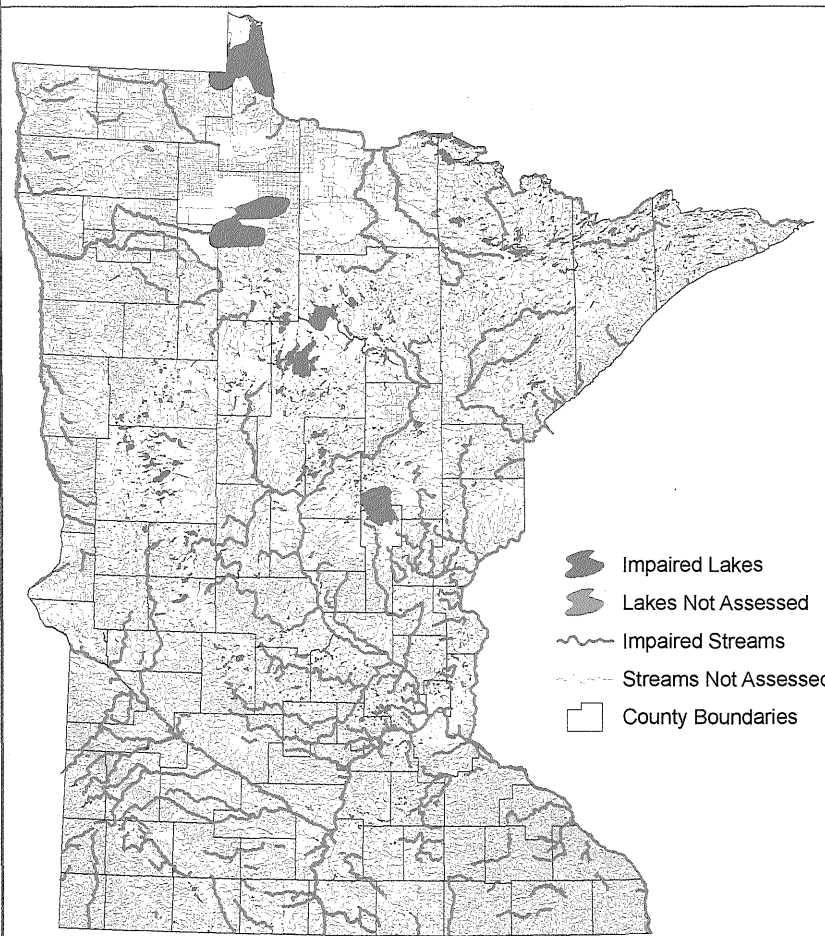 Impaired Lakes
Lakes Not Assessed
Impaired Streams
Streams Not Assessed
County Boundaries